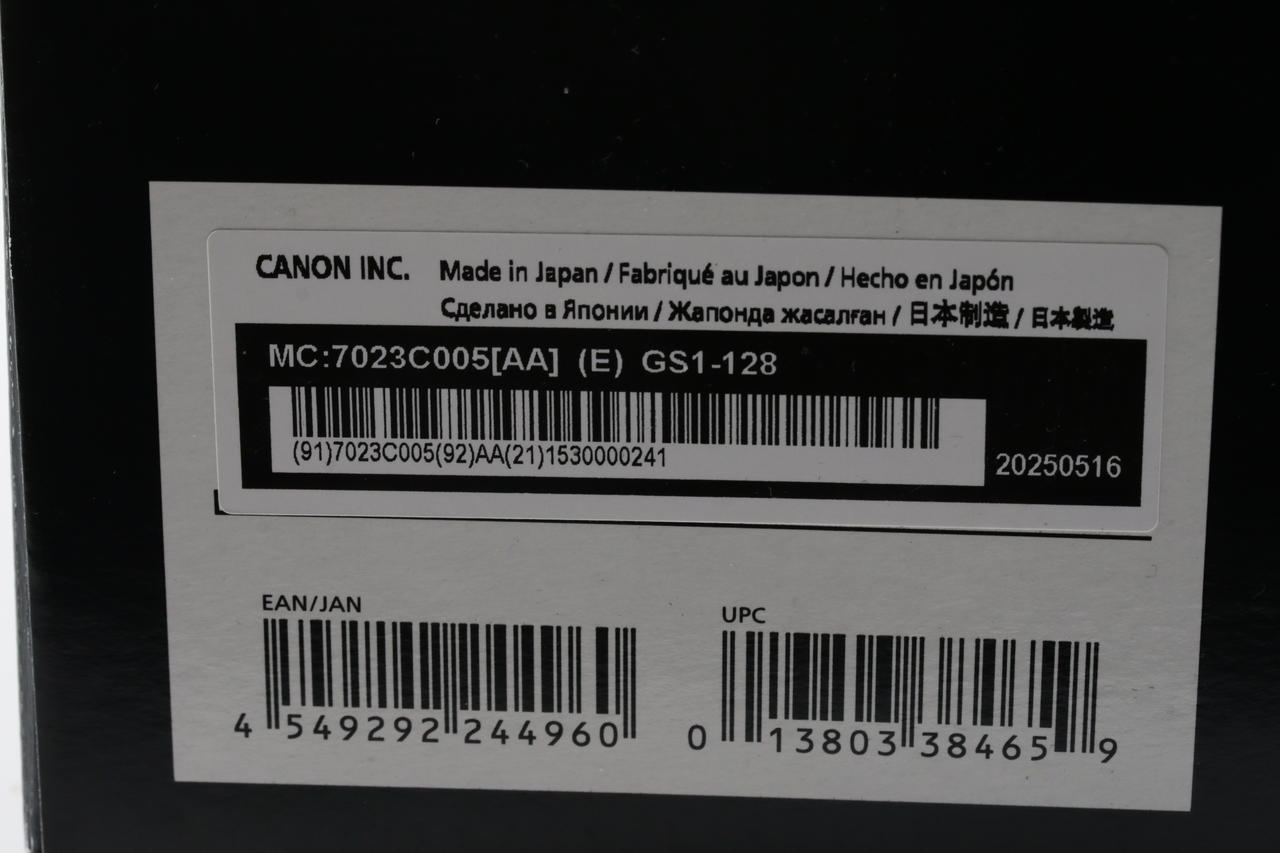 CANON INC. Made in Japan / Fabriqué au Japon / Hecho en Japón
Сделано в Японии / Жапонда жасалған / 日本制造 / 日本製造
MC:7023C005[AA] (E) GS1-128
(91)7023C005(92)AA(21)1530000241
20250516
EAN/JAN
4 549292 244960
UPC
0 13803 38465 9